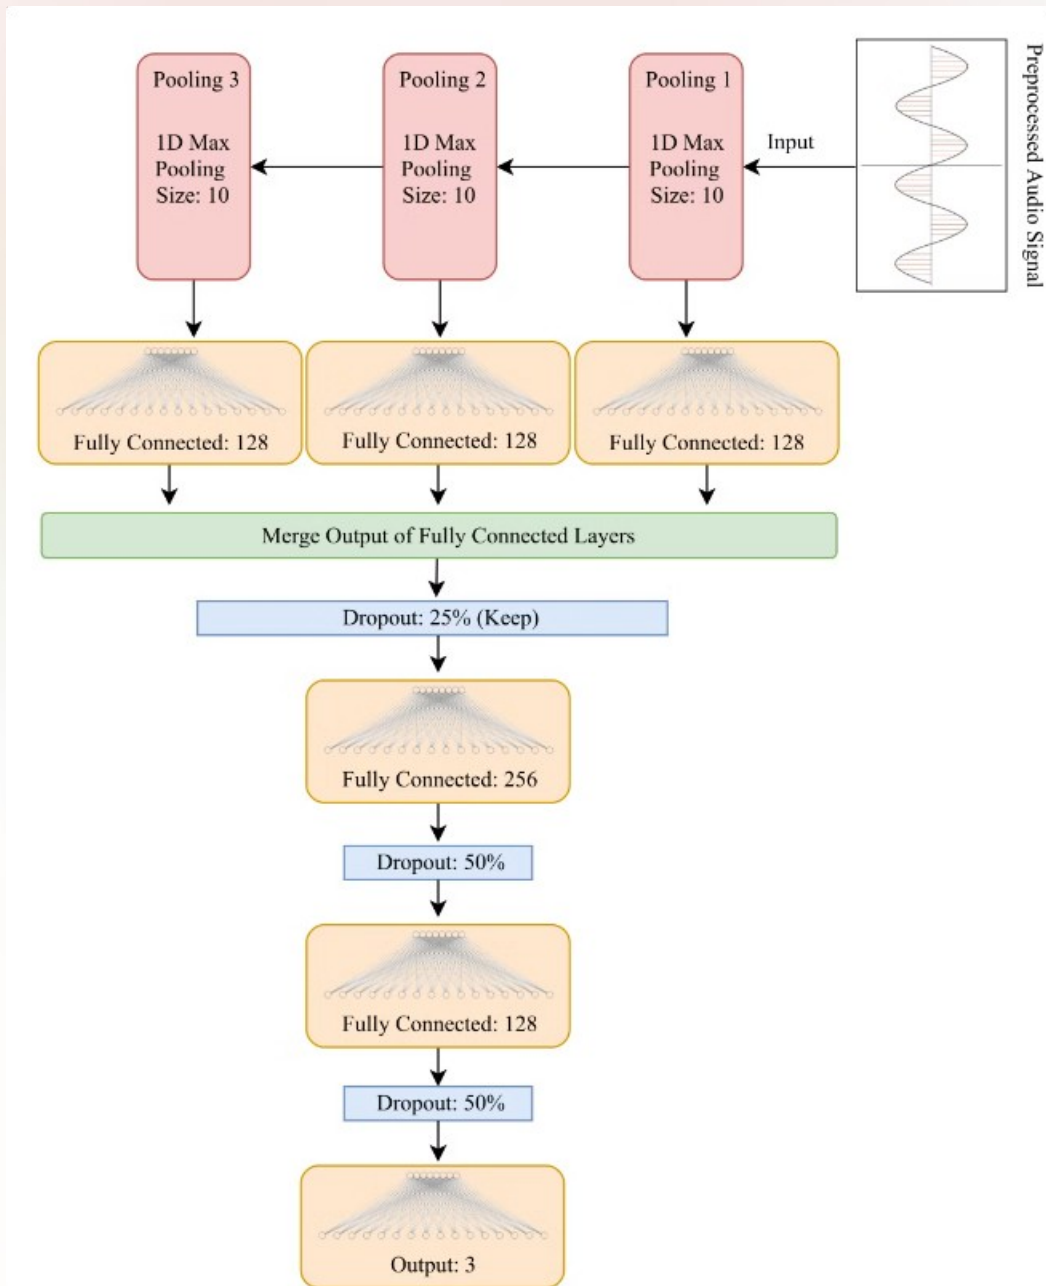 Pooling 3
1D Max
Pooling
Size: 10
Pooling 2
1D Max
Pooling
Size: 10
Pooling 1
1D Max
Pooling
Size: 10
Input
Preprocessed Audio Signal
Fully Connected: 128
Fully Connected: 128
Fully Connected: 128
Merge Output of Fully Connected Layers
Dropout: 25% (Keep)
Fully Connected: 256
Dropout: 50%
Fully Connected: 128
Dropout: 50%
Output: 3